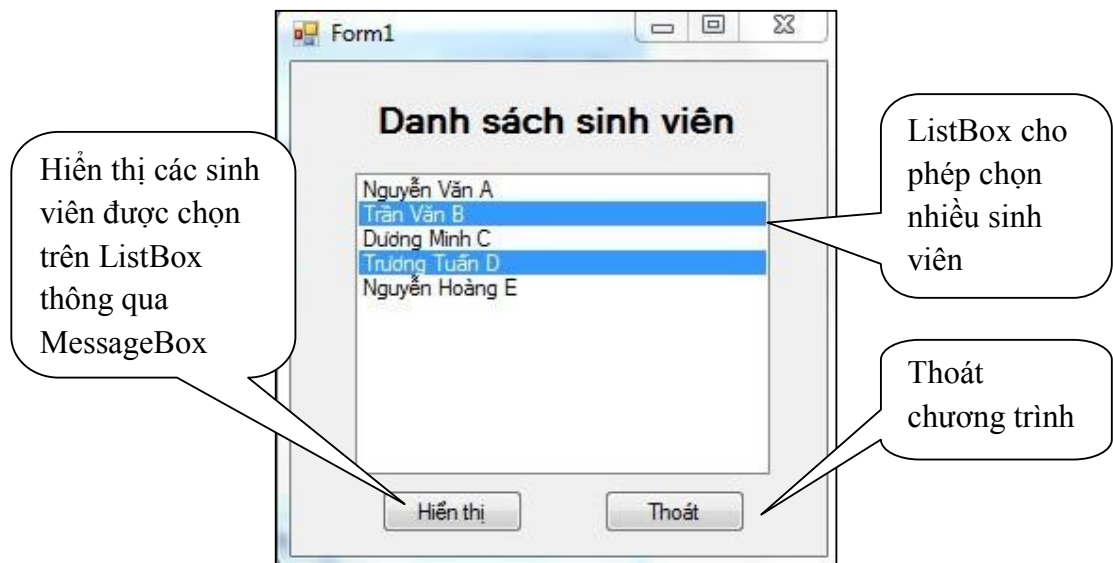 Form1
Danh sách sinh viên
Nguyễn Văn A
Trần Văn B
Dương Minh C
Trương Tuấn D
Nguyễn Hoàng E
Hiển thị
Thoát
Hiển thị các sinh
viên được chọn
trên ListBox
thông qua
MessageBox
ListBox cho
phép chọn
nhiều sinh
viên
Thoát
chương trình